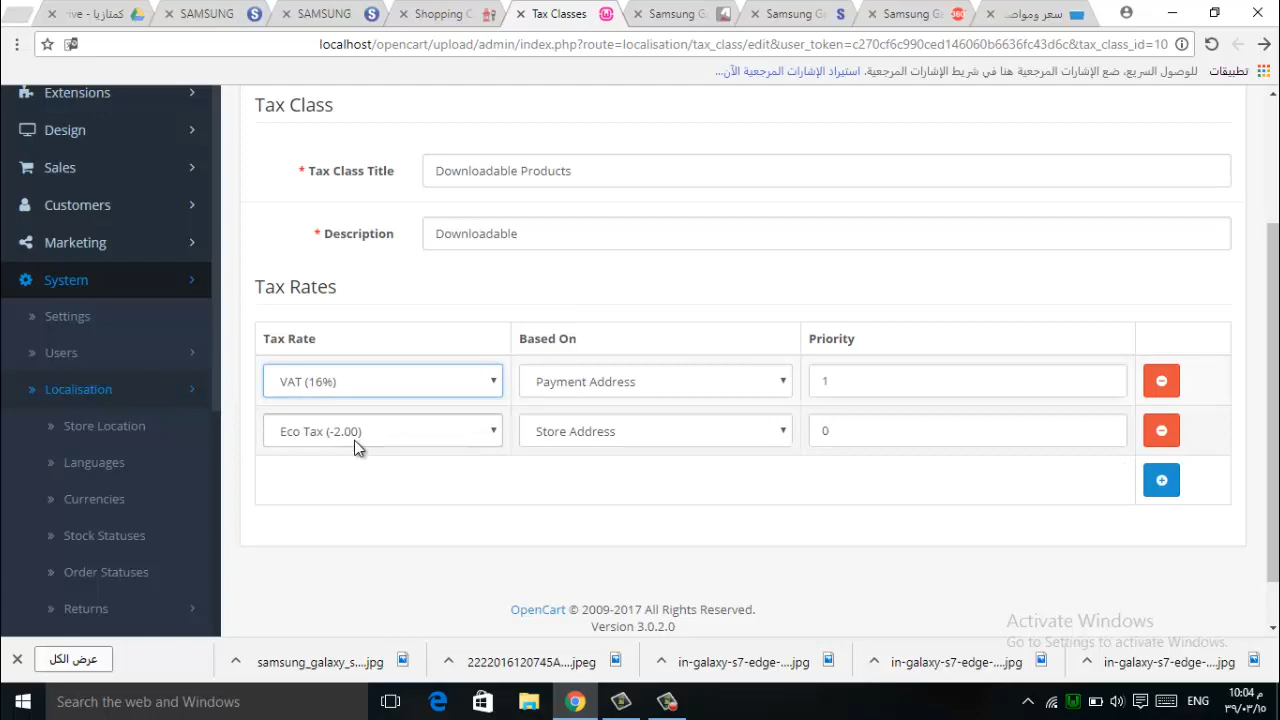 كمتازيا - ive
SAMSUNG
SAMSUNG
Shopping C
Tax Classes
Samsung G
Samsung G
Samsung G
360
سعر ومواص
localhost/opencart/upload/admin/index.php?route=localisation/tax_class/edit&user_token=c270cf6c990ced146060b6636fc43d6c&tax_class_id=10
تطبيقات
للوصول السريع، ضع الإشارات المرجعية هنا في شريط الإشارات المرجعية. استيراد الإشارات المرجعية الآن...
Extensions
Design
Sales
Customers
Marketing
System
Settings
Users
Localisation
Store Location
Languages
Currencies
Stock Statuses
Order Statuses
Returns
Tax Class
* Tax Class Title
Downloadable Products
* Description
Downloadable
Tax Rates
Tax Rate Based On Priority
VAT (16%) Payment Address 1
Eco Tax (-2.00) Store Address 0
OpenCart © 2009-2017 All Rights Reserved.
Version 3.0.2.0
Activate Windows
Go to Settings to activate Windows.
عرض الكل
samsung_galaxy_s....jpg
2222016120745A....jpeg
in-galaxy-s7-edge-....jpg
in-galaxy-s7-edge-....jpg
in-galaxy-s7-edge-....jpg
Search the web and Windows
ENG
10:04 م
٣٩/٠٣/١٥